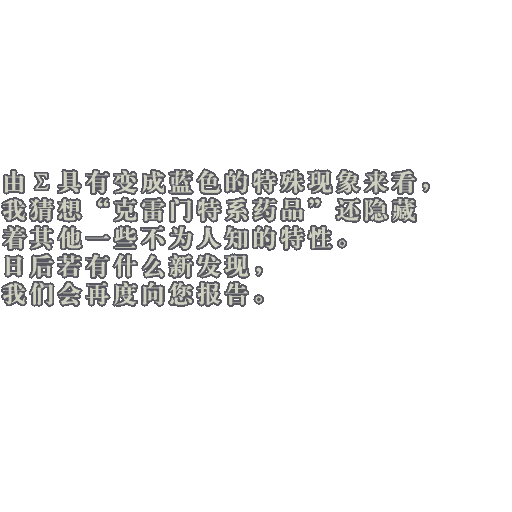 由Σ具有变成蓝色的特殊现象来看，
我猜想“克雷门特系药品”还隐藏
着其他一些不为人知的特性。
日后若有什么新发现，
我们会再度向您报告。